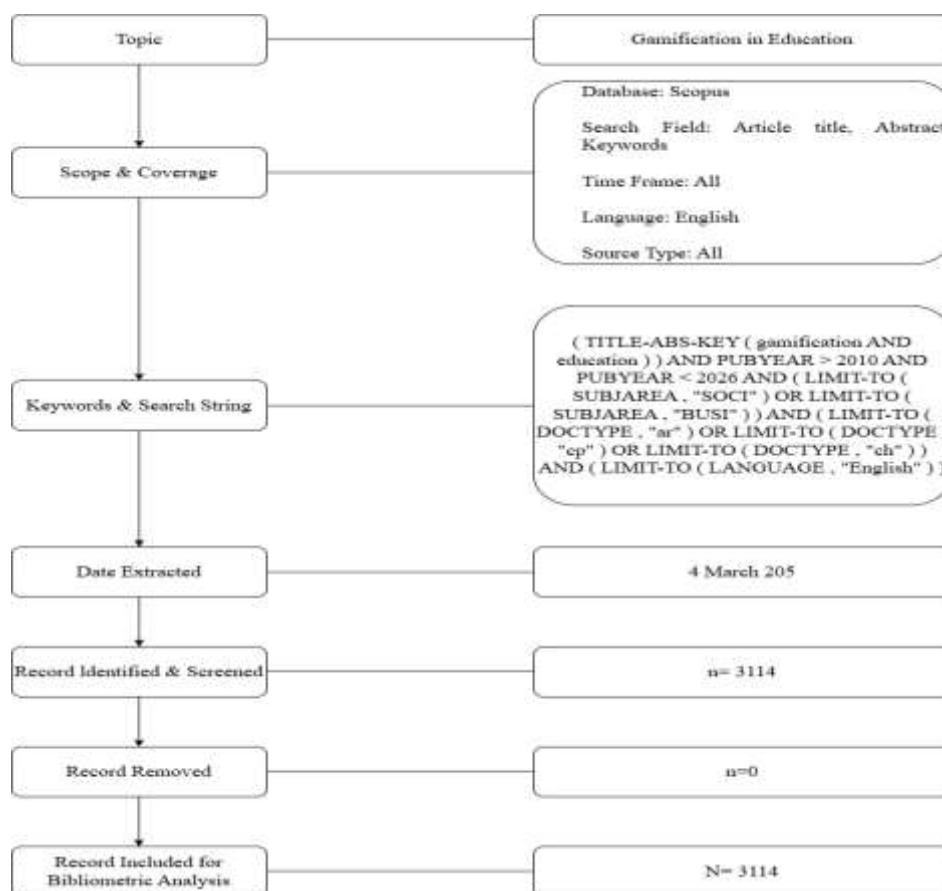 Topic
Gamification in Education
Scope & Coverage
Database: Scopus
Search Field: Article title, Abstract
Keywords
Time Frame: All
Language: English
Source Type: All
Keywords & Search String
( TITLE-ABS-KEY ( gamification AND
education ) ) AND PUBYEAR > 2010 AND
PUBYEAR < 2026 AND ( LIMIT-TO (
SUBJAREA , "SOCI" ) OR LIMIT-TO (
SUBJAREA , "BUSI" ) ) AND ( LIMIT-TO (
DOCTYPE , "ar" ) OR LIMIT-TO ( DOCTYPE
"cp" ) OR LIMIT-TO ( DOCTYPE , "ch" ) )
AND ( LIMIT-TO ( LANGUAGE , "English" ) )
Date Extracted
4 March 205
Record Identified & Screened
n= 3114
Record Removed
n=0
Record Included for
Bibliometric Analysis
N= 3114